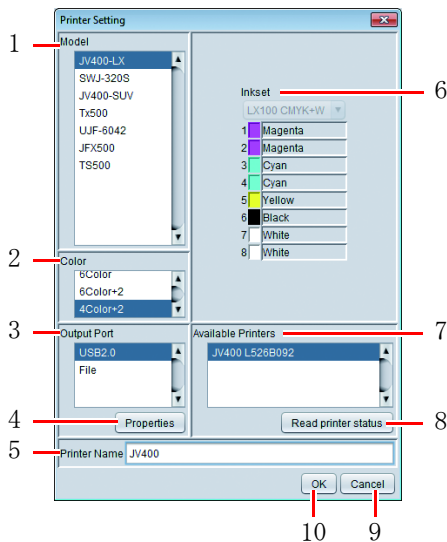 Printer Setting
1
Model
JV400-LX
SWJ-320S
JV400-SUV
Tx500
UJF-6042
JFX500
TS500
6
Inkset
LX100 CMYK+W
1 Magenta
2 Magenta
3 Cyan
4 Cyan
5 Yellow
6 Black
7 White
8 White
2
Color
6Color
6Color+2
4Color+2
3
Output Port
USB2.0
File
7
Available Printers
JV400 L526B092
4
Properties
8
Read printer status
5
Printer Name JV400
OK
Cancel
10
9